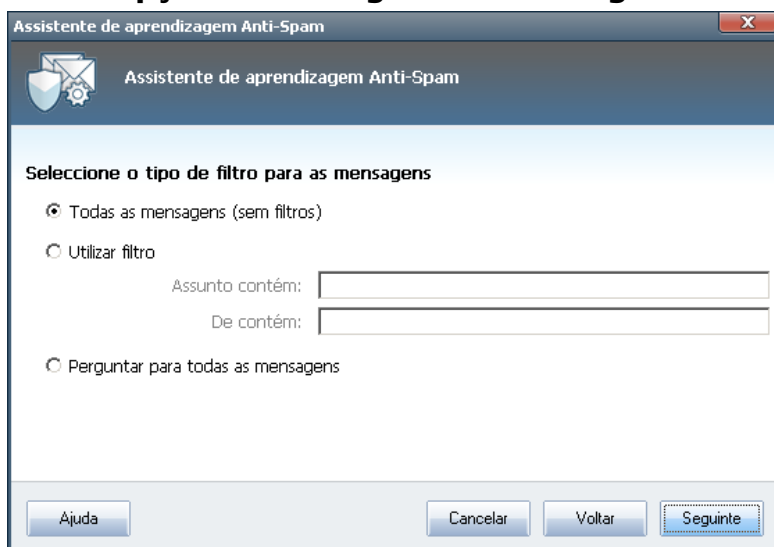 Assistente de aprendizagem Anti-Spam
X
Assistente de aprendizagem Anti-Spam
Seleccione o tipo de filtro para as mensagens
Todas as mensagens (sem filtros)
Utilizar filtro
Assunto contém:
De contém:
Perguntar para todas as mensagens
Ajuda Cancelar Voltar Seguinte